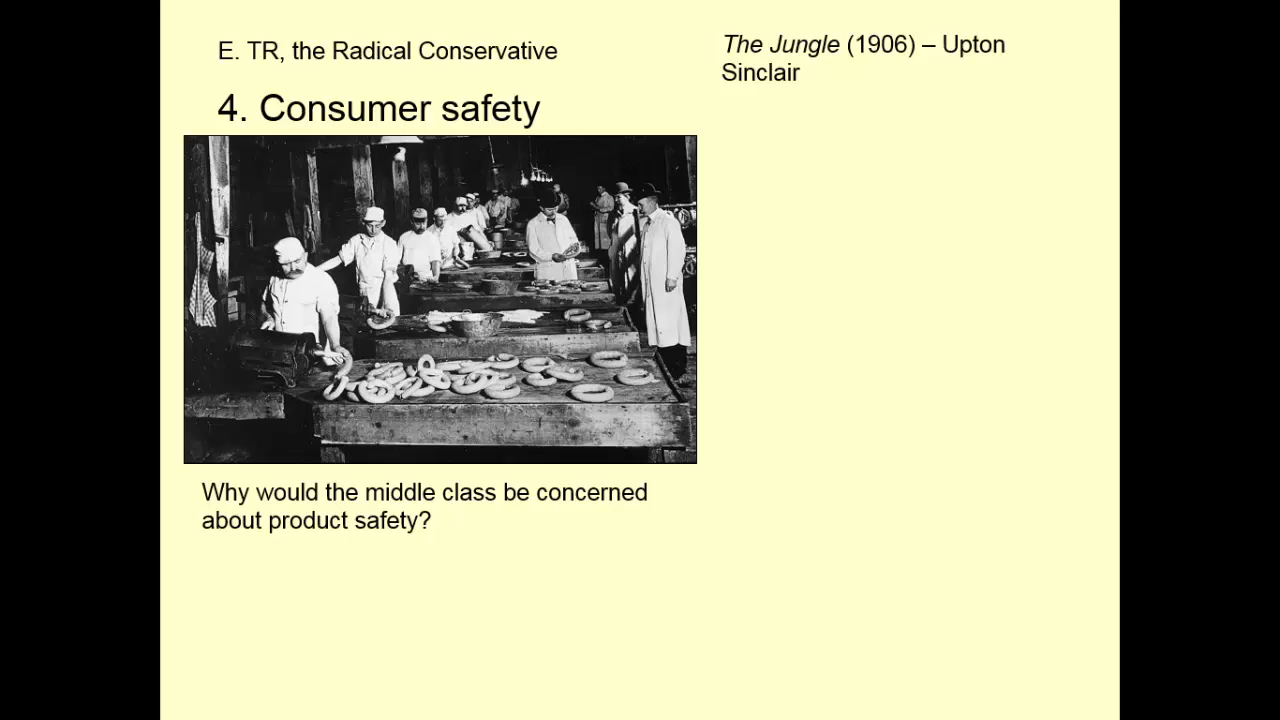 E. TR, the Radical Conservative
4. Consumer safety
Why would the middle class be concerned
about product safety?
The Jungle (1906) – Upton
Sinclair